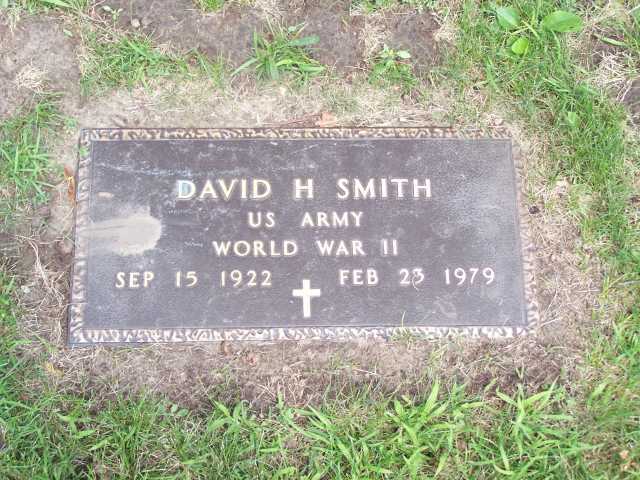 DAVID H SMITH
US ARMY
WORLD WAR II
SEP 15 1922 FEB 23 1979